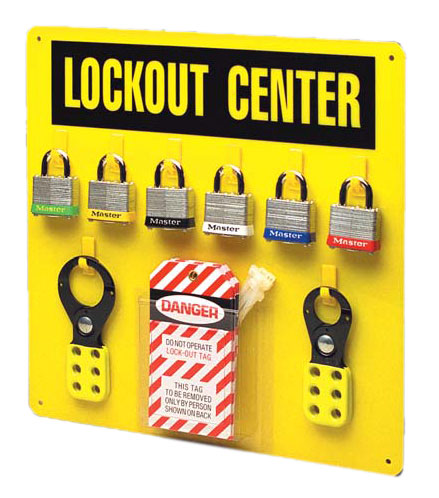 LOCKOUT CENTER
Master
Master
Master
Master
Master
Master
DANGER
DO NOT OPERATE
LOCK-OUT TAG
THIS TAG
TO BE REMOVED
ONLY BY PERSON
SHOWN ON BACK